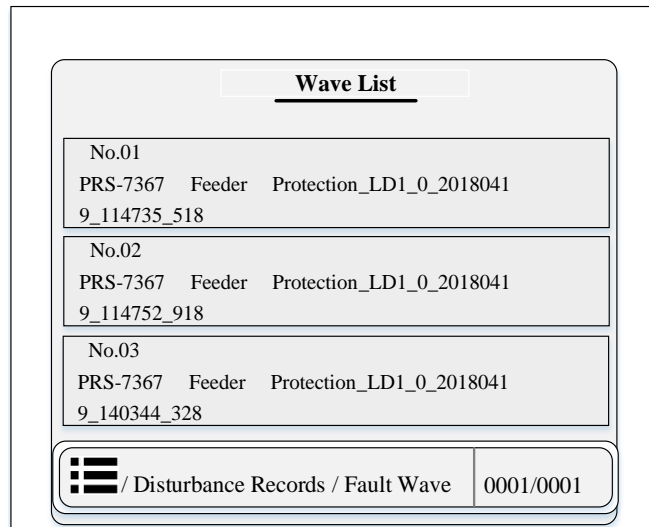 Wave List
No.01
PRS-7367 Feeder Protection_LD1_0_2018041
9_114735_518
No.02
PRS-7367 Feeder Protection_LD1_0_2018041
9_114752_918
No.03
PRS-7367 Feeder Protection_LD1_0_2018041
9_140344_328
/ Disturbance Records / Fault Wave 0001/0001